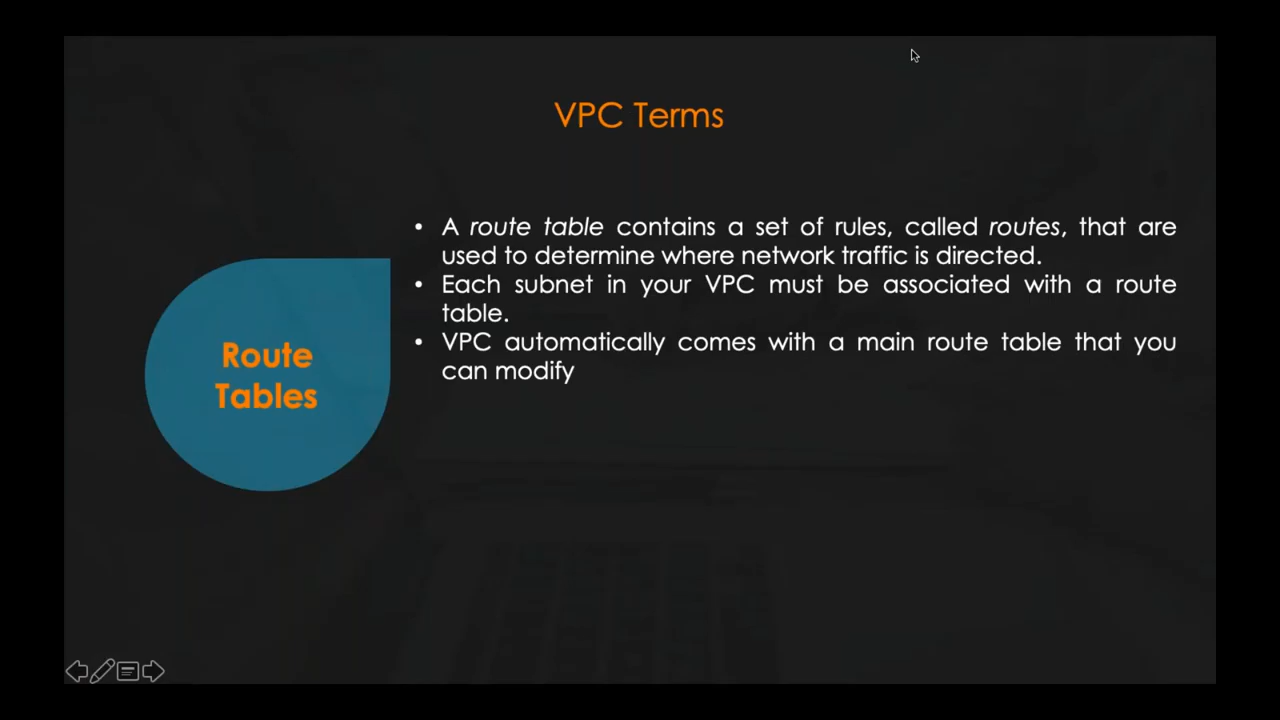 VPC Terms
Route
Tables
• A route table contains a set of rules, called routes, that are
used to determine where network traffic is directed.
• Each subnet in your VPC must be associated with a route
table.
• VPC automatically comes with a main route table that you
can modify